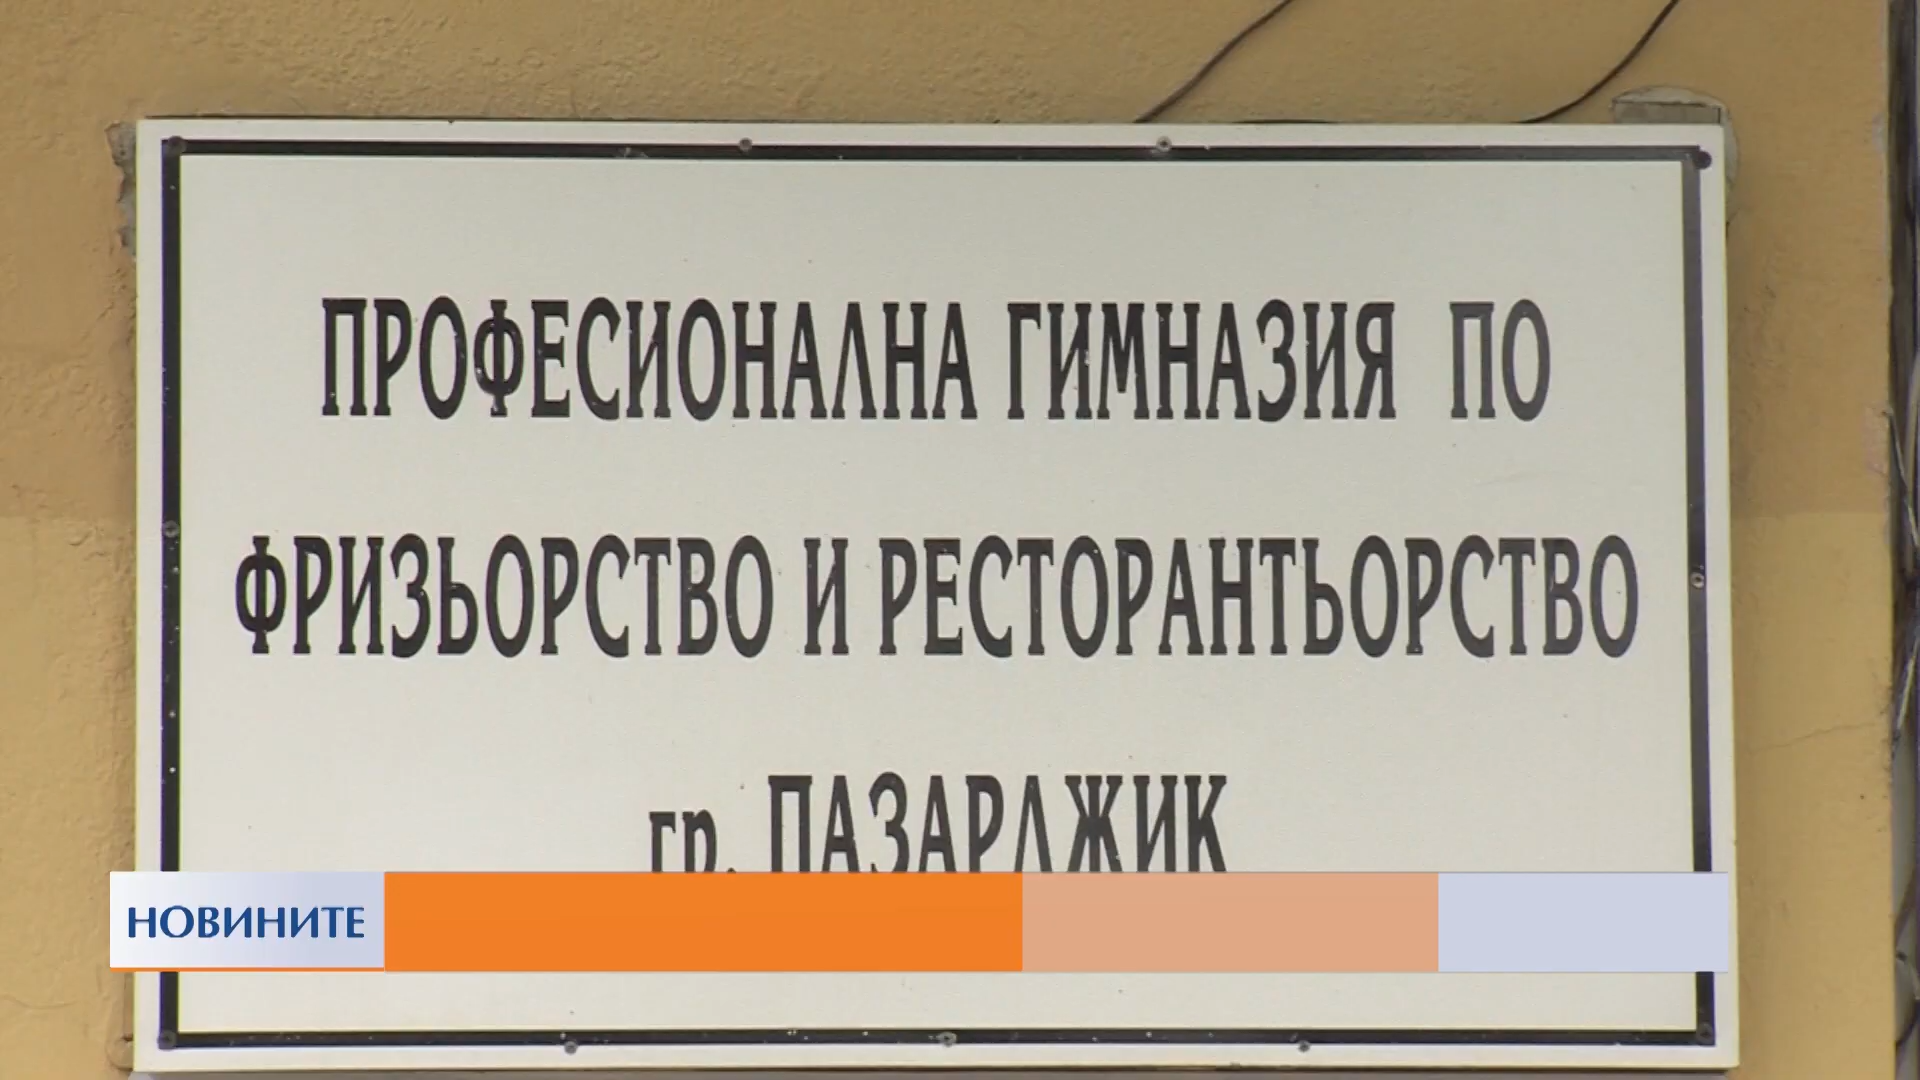 ПРОФЕСИОНАЛНА ГИМНАЗИЯ ПО
ФРИЗЬОРСТВО И РЕСТОРАНТЬОРСТВО
гр. ПАЗАРДЖИК
НОВИНИТЕ